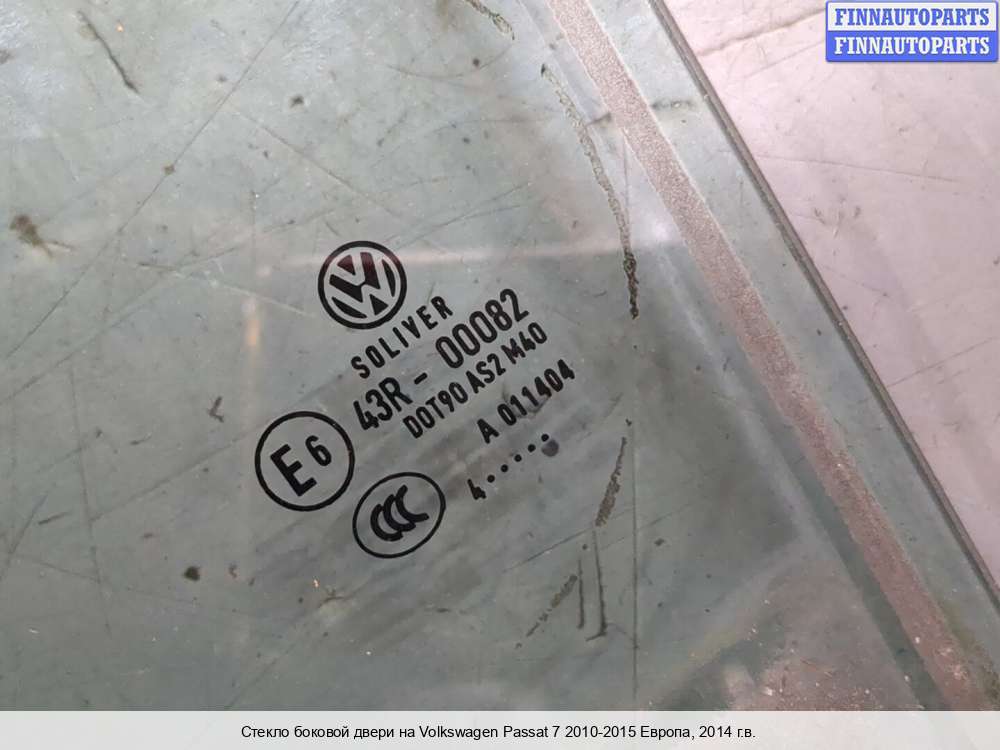 FINNAUTOPARTS
FINNAUTOPARTS
SOLIVER
43R-00082
DOT90 AS2 M40
E6
A 011404
CCC
4·····
Стекло боковой двери на Volkswagen Passat 7 2010-2015 Европа, 2014 г.в.